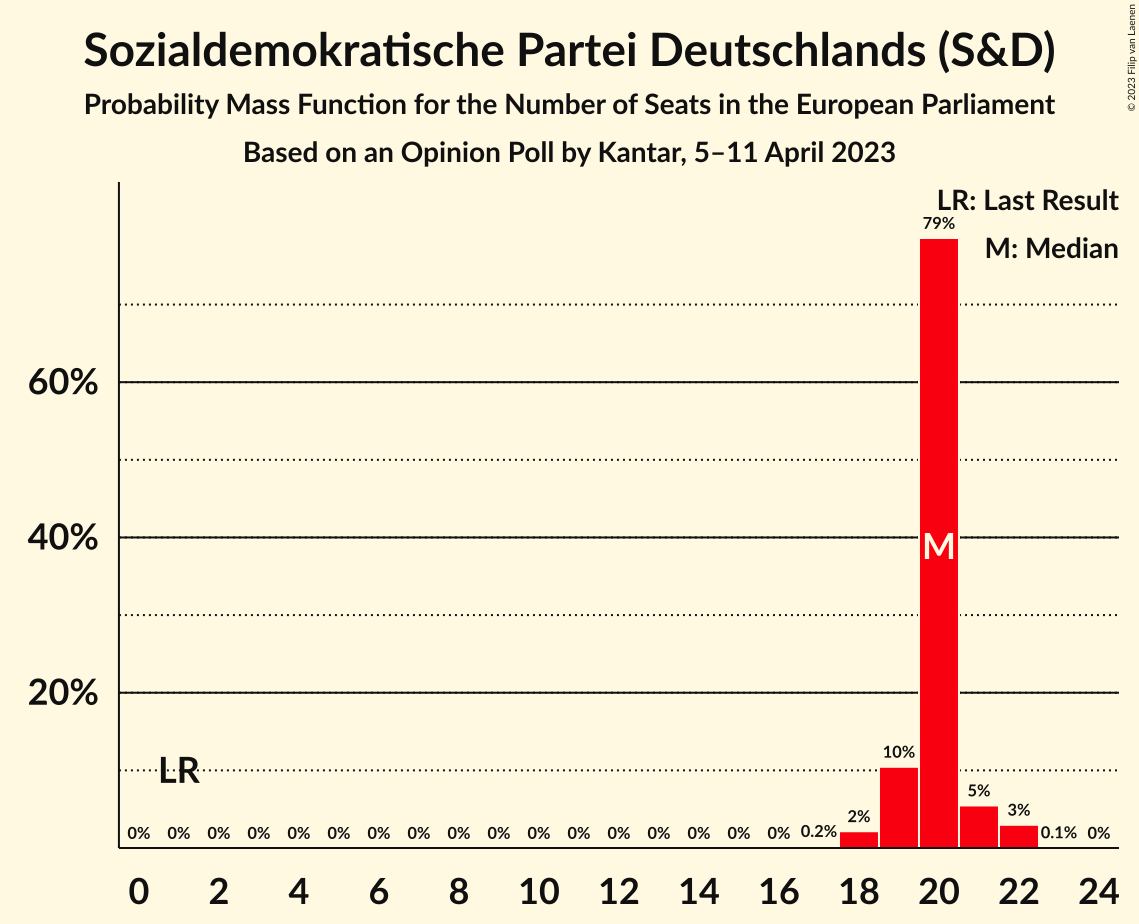 Sozialdemokratische Partei Deutschlands (S&D)
Probability Mass Function for the Number of Seats in the European Parliament
Based on an Opinion Poll by Kantar, 5–11 April 2023
© 2023 Filip van Laenen
LR: Last Result
M: Median
79%
60%
40%
M
20%
LR
10%
5%
3%
2%
0% 0% 0% 0% 0% 0% 0% 0% 0% 0% 0% 0% 0% 0% 0% 0% 0% 0.2% 0.1% 0%
0 2 4 6 8 10 12 14 16 18 20 22 24